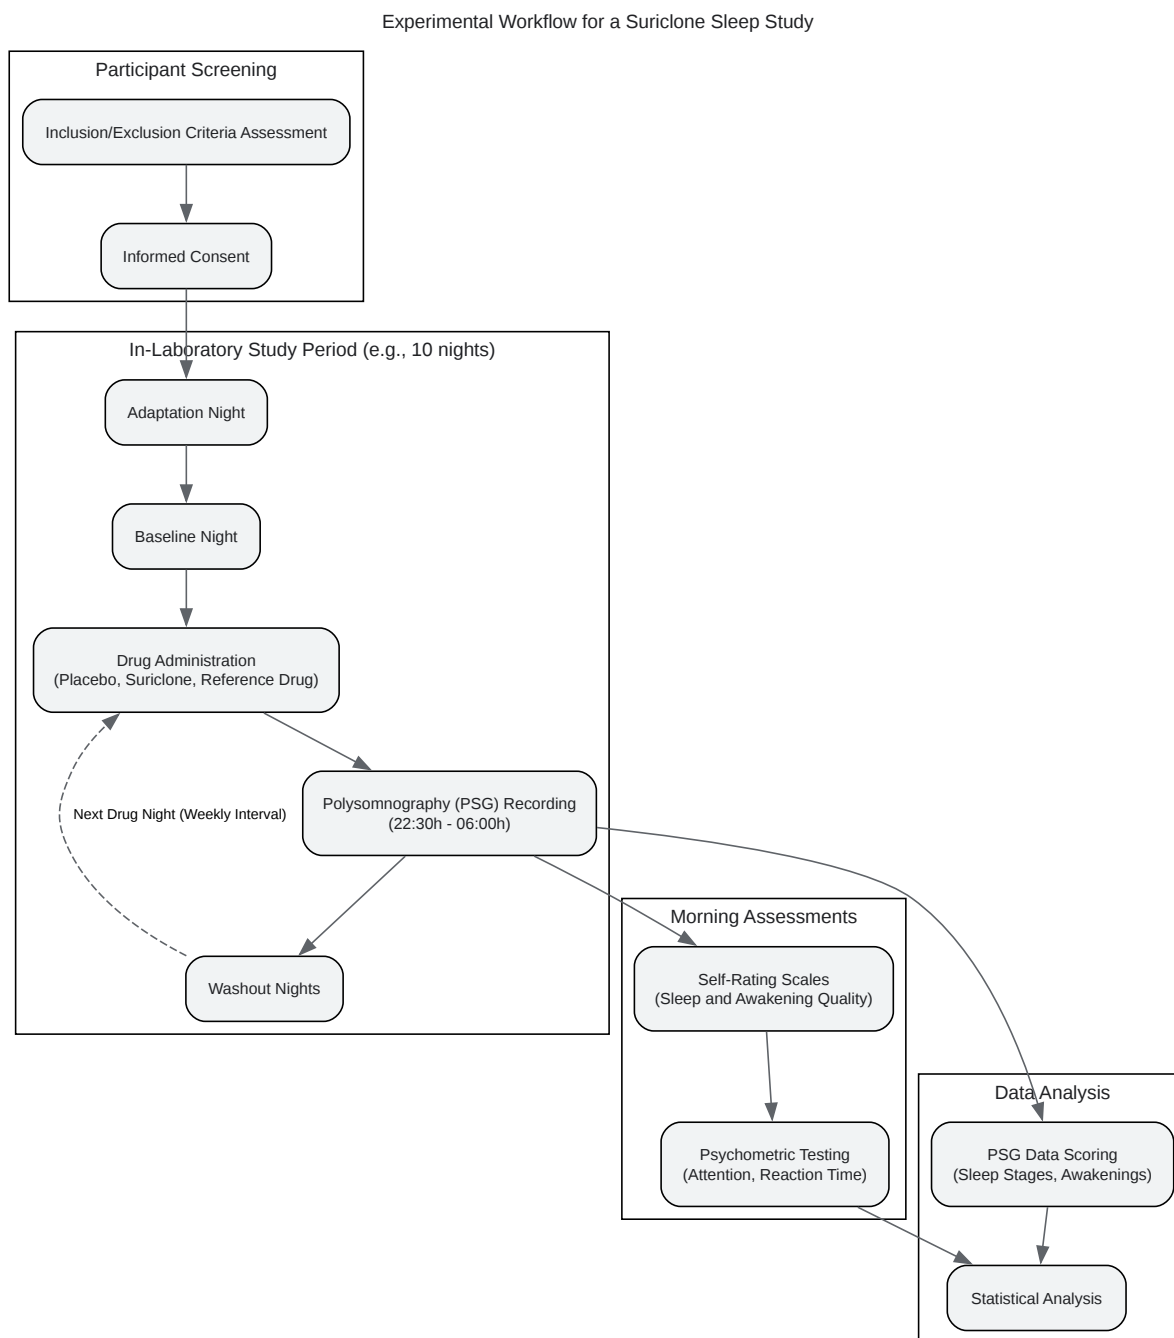 Experimental Workflow for a Suriclone Sleep Study
Participant Screening
Inclusion/Exclusion Criteria Assessment
Informed Consent
In-Laboratory Study Period (e.g., 10 nights)
Adaptation Night
Baseline Night
Drug Administration
(Placebo, Suriclone, Reference Drug)
Polysomnography (PSG) Recording
(22:30h - 06:00h)
Next Drug Night (Weekly Interval)
Washout Nights
Morning Assessments
Self-Rating Scales
(Sleep and Awakening Quality)
Psychometric Testing
(Attention, Reaction Time)
Data Analysis
PSG Data Scoring
(Sleep Stages, Awakenings)
Statistical Analysis